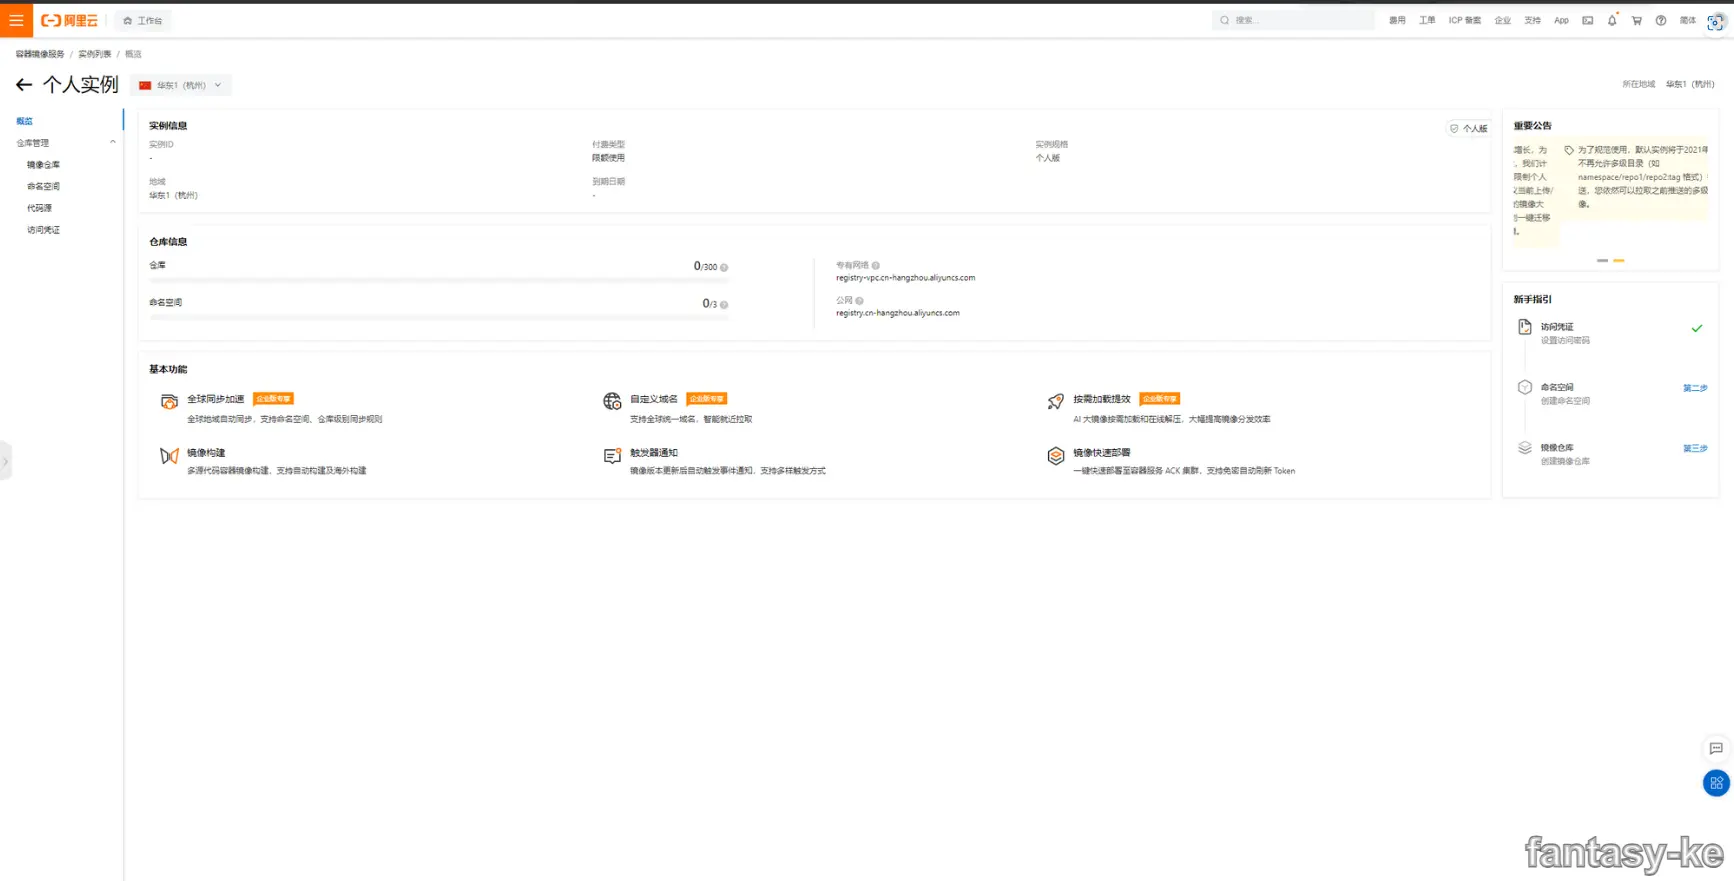 阿里云
工作台
搜索...
费用
工单
ICP 备案
企业
支持
App
简体
容器镜像服务 / 实例列表 / 概览
个人实例
华东1（杭州）
所在地域 华东1（杭州）
概览
仓库管理
镜像仓库
命名空间
代码源
访问凭证
实例信息
个人版
实例ID
-
付费类型
限额使用
实例规格
个人版
地域
华东1（杭州）
到期日期
-
仓库信息
仓库
0/300
命名空间
0/3
专有网络
registry-vpc.cn-hangzhou.aliyuncs.com
公网
registry.cn-hangzhou.aliyuncs.com
基本功能
全球同步加速 企业版专享
全球地域自动同步，支持命名空间、仓库级别同步规则
自定义域名 企业版专享
支持全球统一域名，智能就近拉取
按需加载提效 企业版专享
AI 大镜像按需加载和在线解压，大幅提高镜像分发效率
镜像构建
多源代码容器镜像构建，支持自动构建及海外构建
触发器通知
镜像版本更新后自动触发事件通知，支持多样触发方式
镜像快速部署
一键快速部署至容器服务 ACK 集群，支持免密自动刷新 Token
重要公告
增长，为
，我们计
限制个人
义当前上传/
的镜像大
一键迁移
为了规范使用，默认实例将于2021年
不再允许多级目录（如
namespace/repo1/repo2:tag 格式）
送，您依然可以拉取之前推送的多级
像。
新手指引
访问凭证
设置访问密码
命名空间
创建命名空间
第二步
镜像仓库
创建镜像仓库
第三步
fantasy-ke